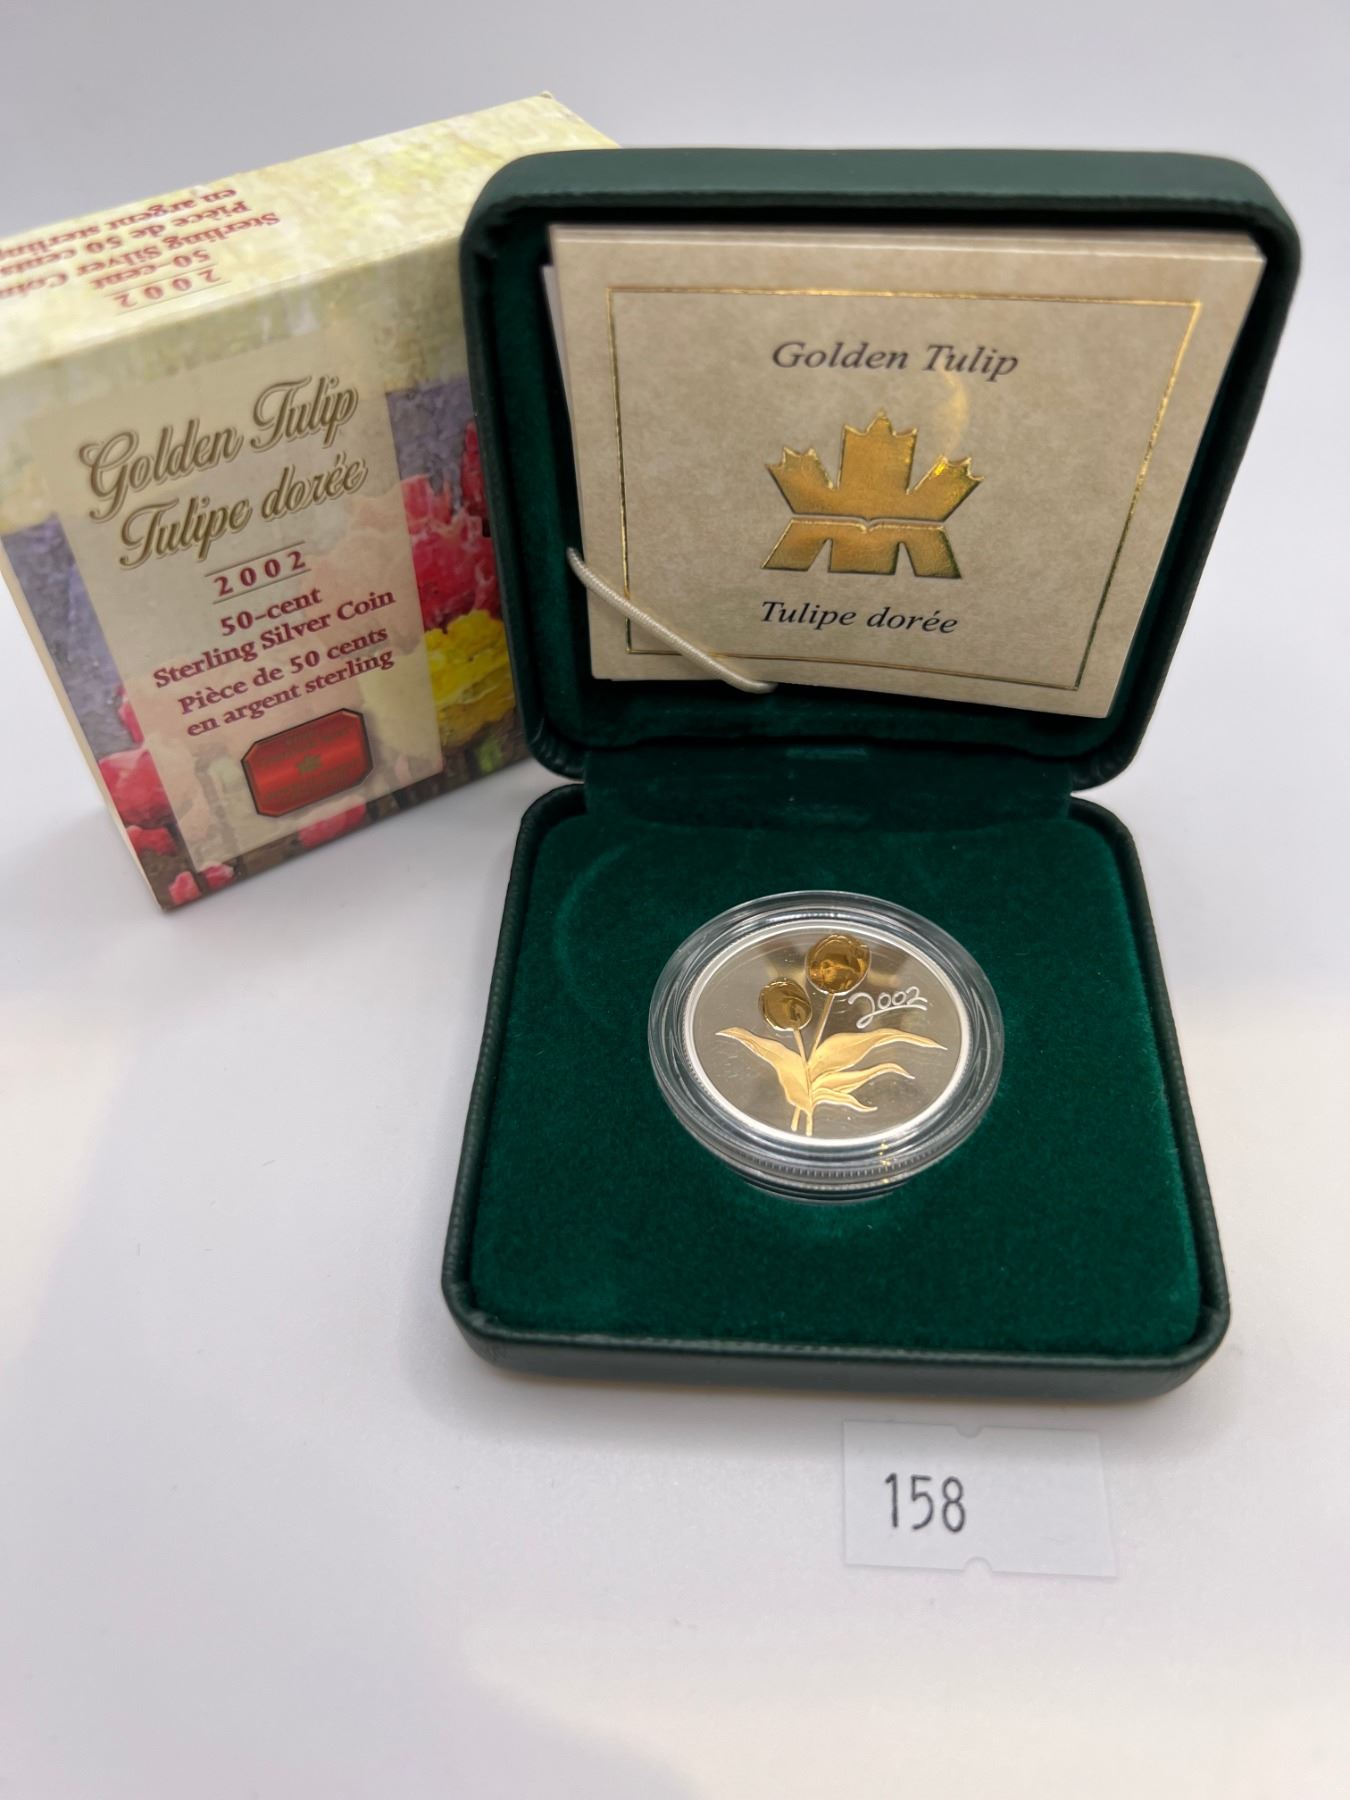 Sterling Silver Coin
50-cent
2002
Pièce de 50 cents
en argent sterling
Golden Tulip
Tulipe dorée
2002
50-cent
Sterling Silver Coin
Pièce de 50 cents
en argent sterling
Golden Tulip
Tulipe dorée
2002
158